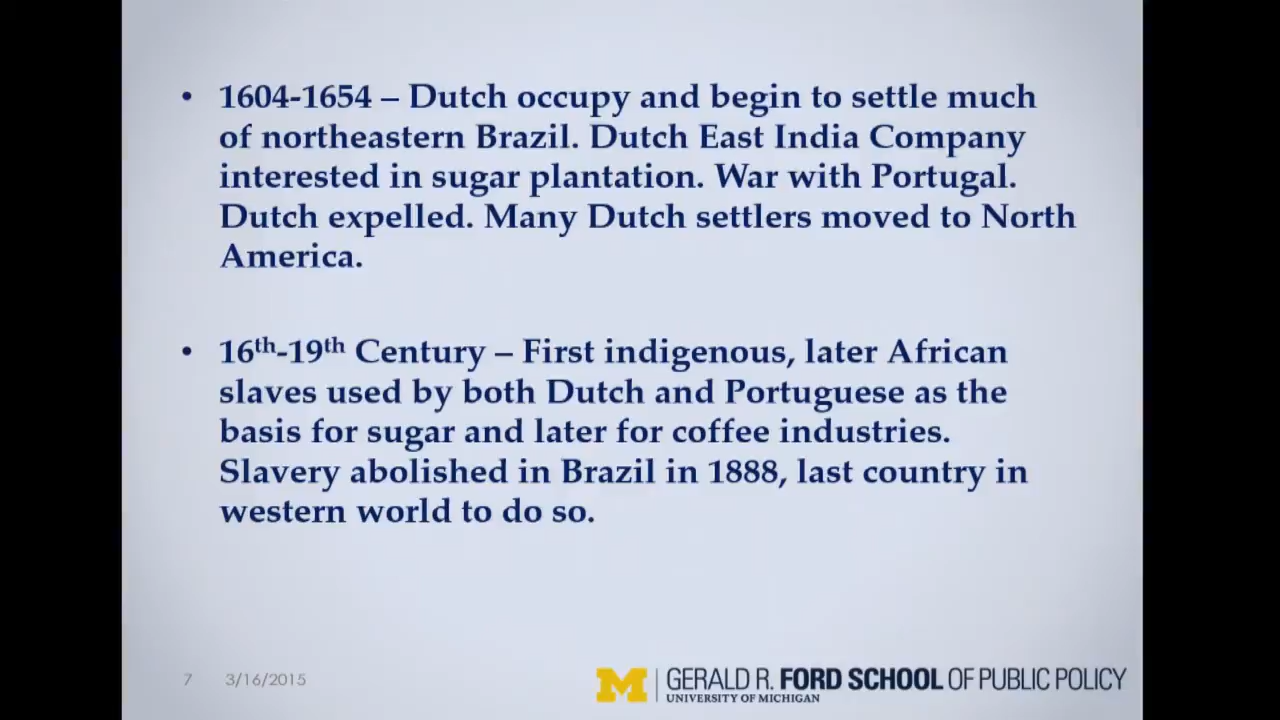 • 1604-1654 – Dutch occupy and begin to settle much
of northeastern Brazil. Dutch East India Company
interested in sugar plantation. War with Portugal.
Dutch expelled. Many Dutch settlers moved to North
America.
• 16th-19th Century – First indigenous, later African
slaves used by both Dutch and Portuguese as the
basis for sugar and later for coffee industries.
Slavery abolished in Brazil in 1888, last country in
western world to do so.
7 3/16/2015
M GERALD R. FORD SCHOOL OF PUBLIC POLICY
UNIVERSITY OF MICHIGAN